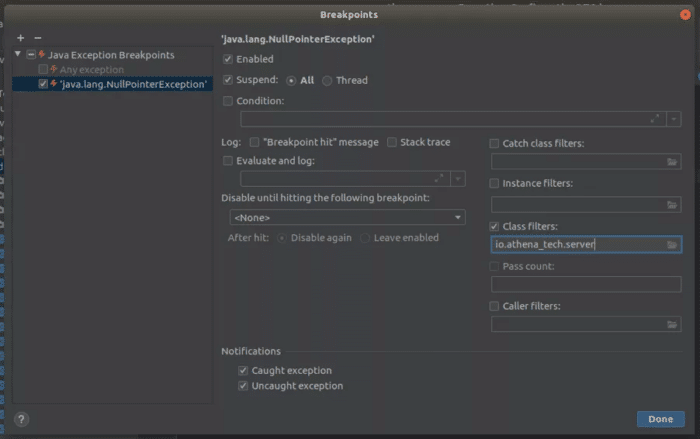 Breakpoints
Java Exception Breakpoints
Any exception
'java.lang.NullPointerException'
'java.lang.NullPointerException'
Enabled
Suspend: All Thread
Condition:
Log: "Breakpoint hit" message Stack trace
Evaluate and log:
Disable until hitting the following breakpoint:
<None>
After hit: Disable again Leave enabled
Catch class filters:
Instance filters:
Class filters:
io.athena_tech.server
Pass count:
Caller filters:
Notifications
Caught exception
Uncaught exception
?
Done